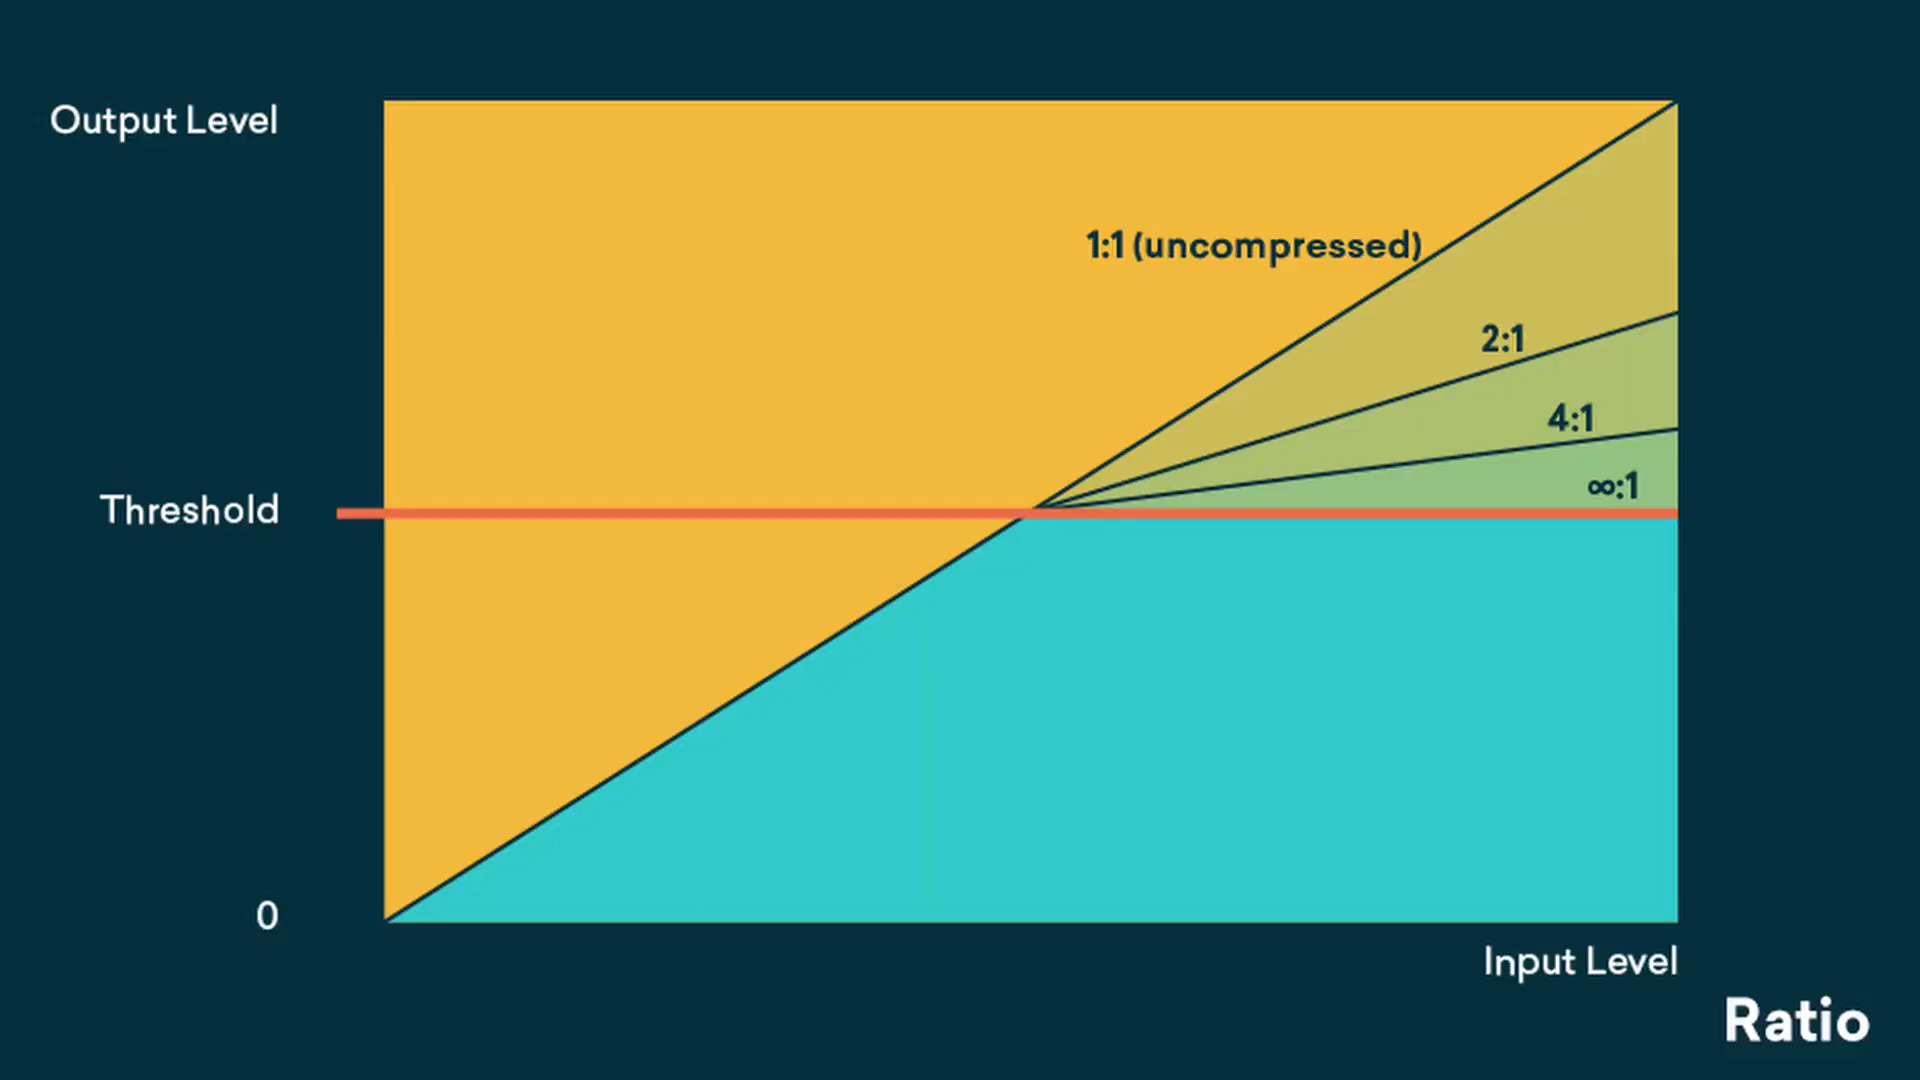 Output Level
1:1 (uncompressed)
2:1
4:1
∞:1
Threshold
0
Input Level
Ratio